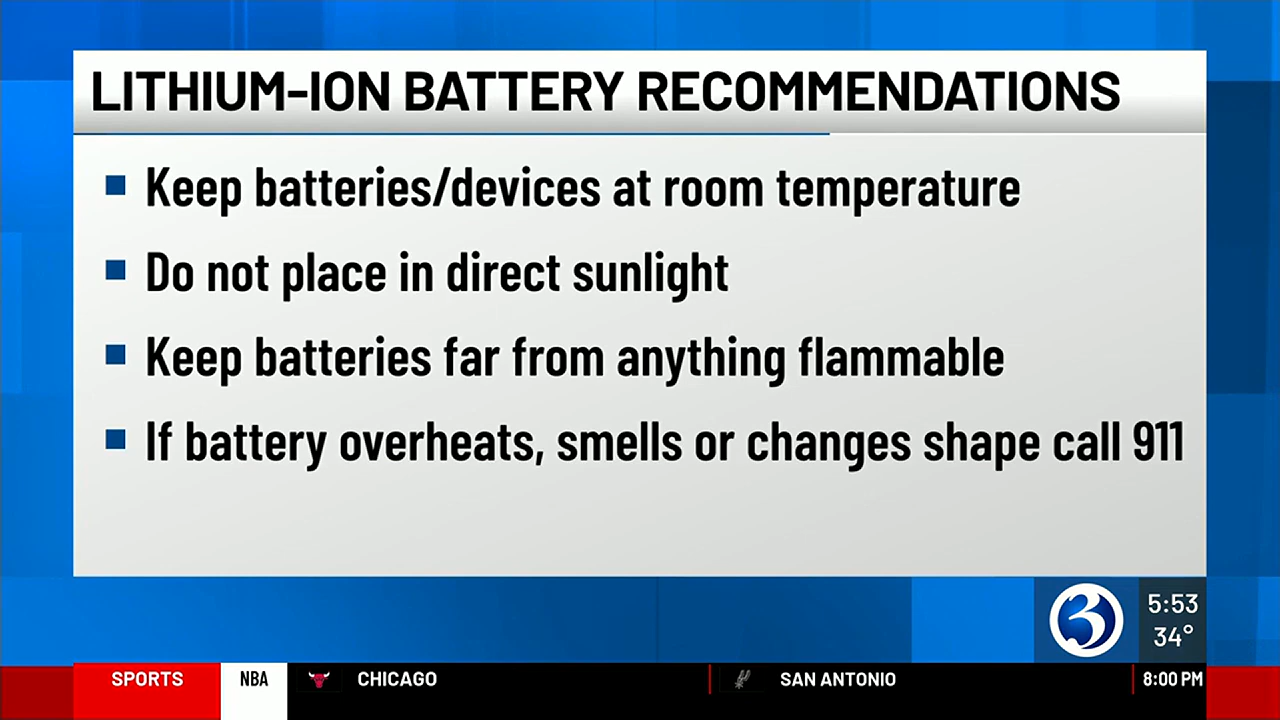 LITHIUM-ION BATTERY RECOMMENDATIONS
Keep batteries/devices at room temperature
Do not place in direct sunlight
Keep batteries far from anything flammable
If battery overheats, smells or changes shape call 911
3
5:53
34°
SPORTS NBA CHICAGO SAN ANTONIO 8:00 PM